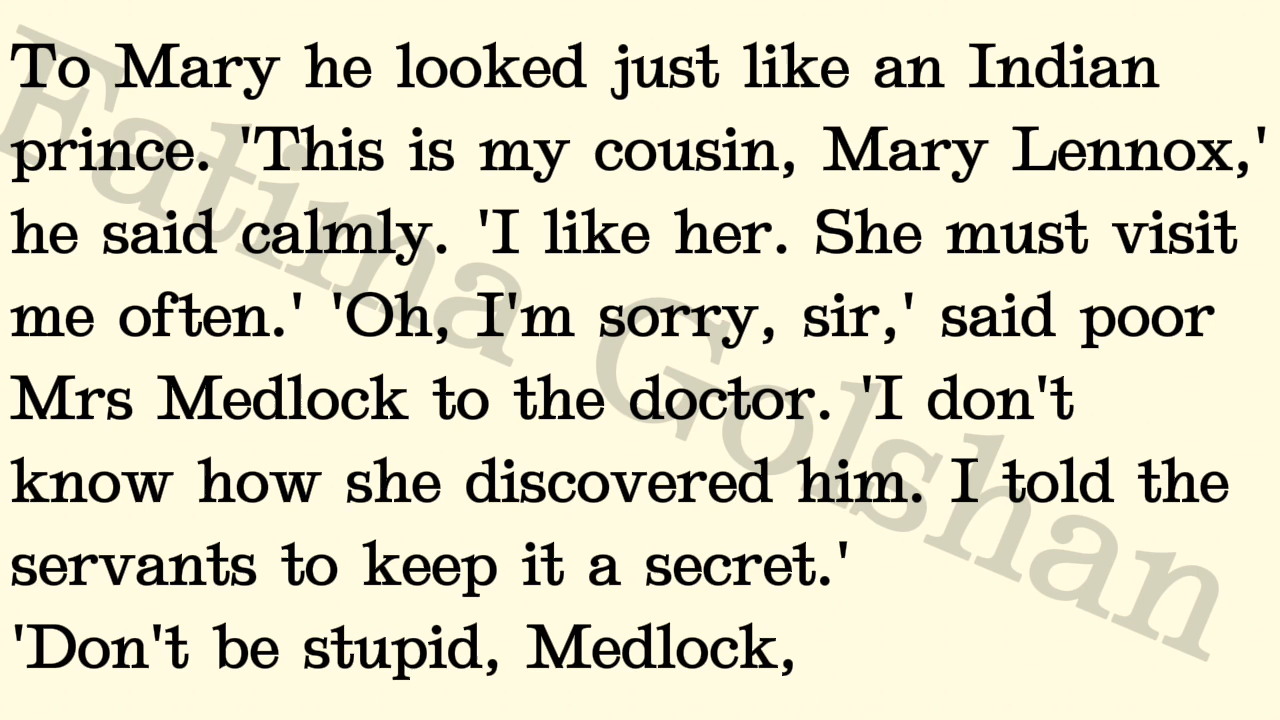 To Mary he looked just like an Indian
prince. 'This is my cousin, Mary Lennox,'
he said calmly. 'I like her. She must visit
me often.' 'Oh, I'm sorry, sir,' said poor
Mrs Medlock to the doctor. 'I don't
know how she discovered him. I told the
servants to keep it a secret.'
'Don't be stupid, Medlock,
Fatima Golshan